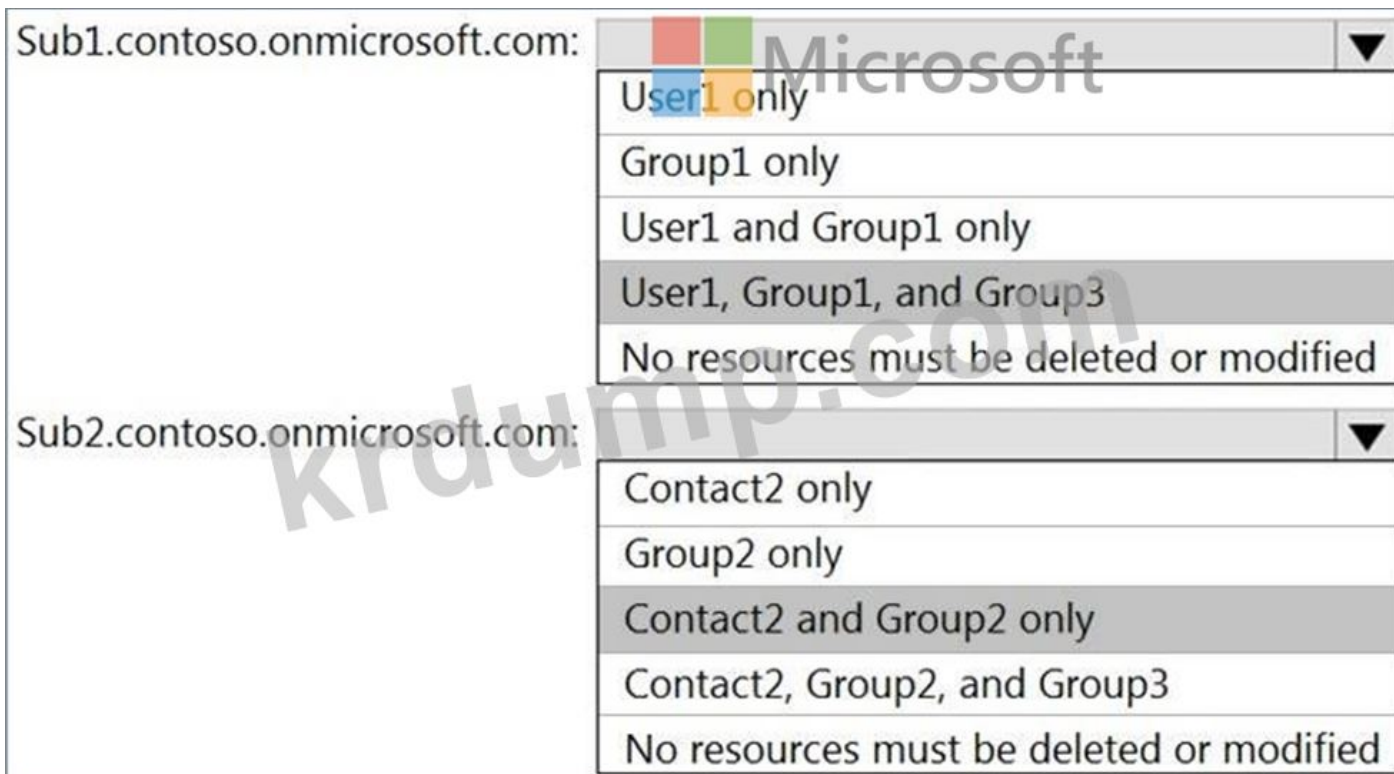 Sub1.contoso.onmicrosoft.com:
Microsoft
User1 only
Group1 only
User1 and Group1 only
User1, Group1, and Group3
No resources must be deleted or modified
krdump.com
Sub2.contoso.onmicrosoft.com:
Contact2 only
Group2 only
Contact2 and Group2 only
Contact2, Group2, and Group3
No resources must be deleted or modified